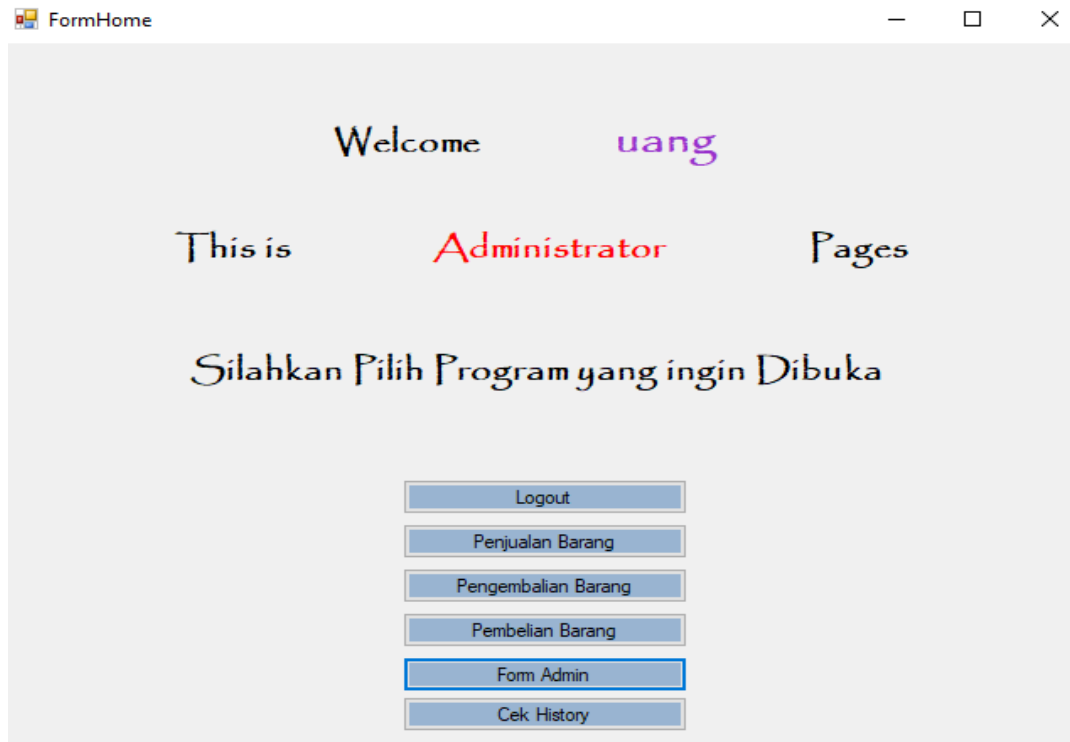 FormHome
Welcome uang
This is Administrator Pages
Silahkan Pilih Program yang ingin Dibuka
Logout
Penjualan Barang
Pengembalian Barang
Pembelian Barang
Form Admin
Cek History